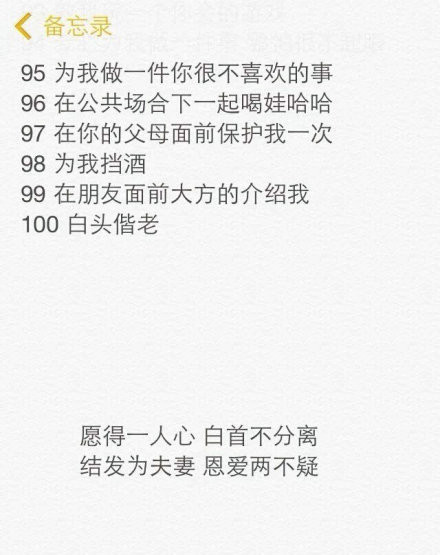 备忘录
95 为我做一件你很不喜欢的事
96 在公共场合下一起喝娃哈哈
97 在你的父母面前保护我一次
98 为我挡酒
99 在朋友面前大方的介绍我
100 白头偕老
愿得一人心 白首不分离
结发为夫妻 恩爱两不疑